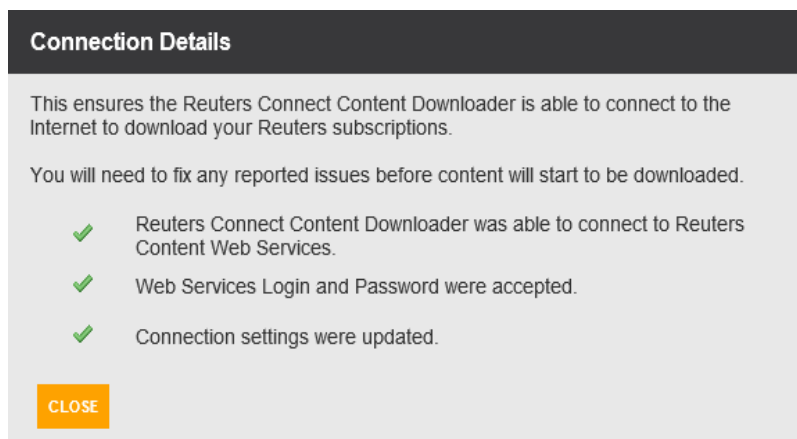 Connection Details
This ensures the Reuters Connect Content Downloader is able to connect to the
Internet to download your Reuters subscriptions.
You will need to fix any reported issues before content will start to be downloaded.
Reuters Connect Content Downloader was able to connect to Reuters
Content Web Services.
Web Services Login and Password were accepted.
Connection settings were updated.
CLOSE